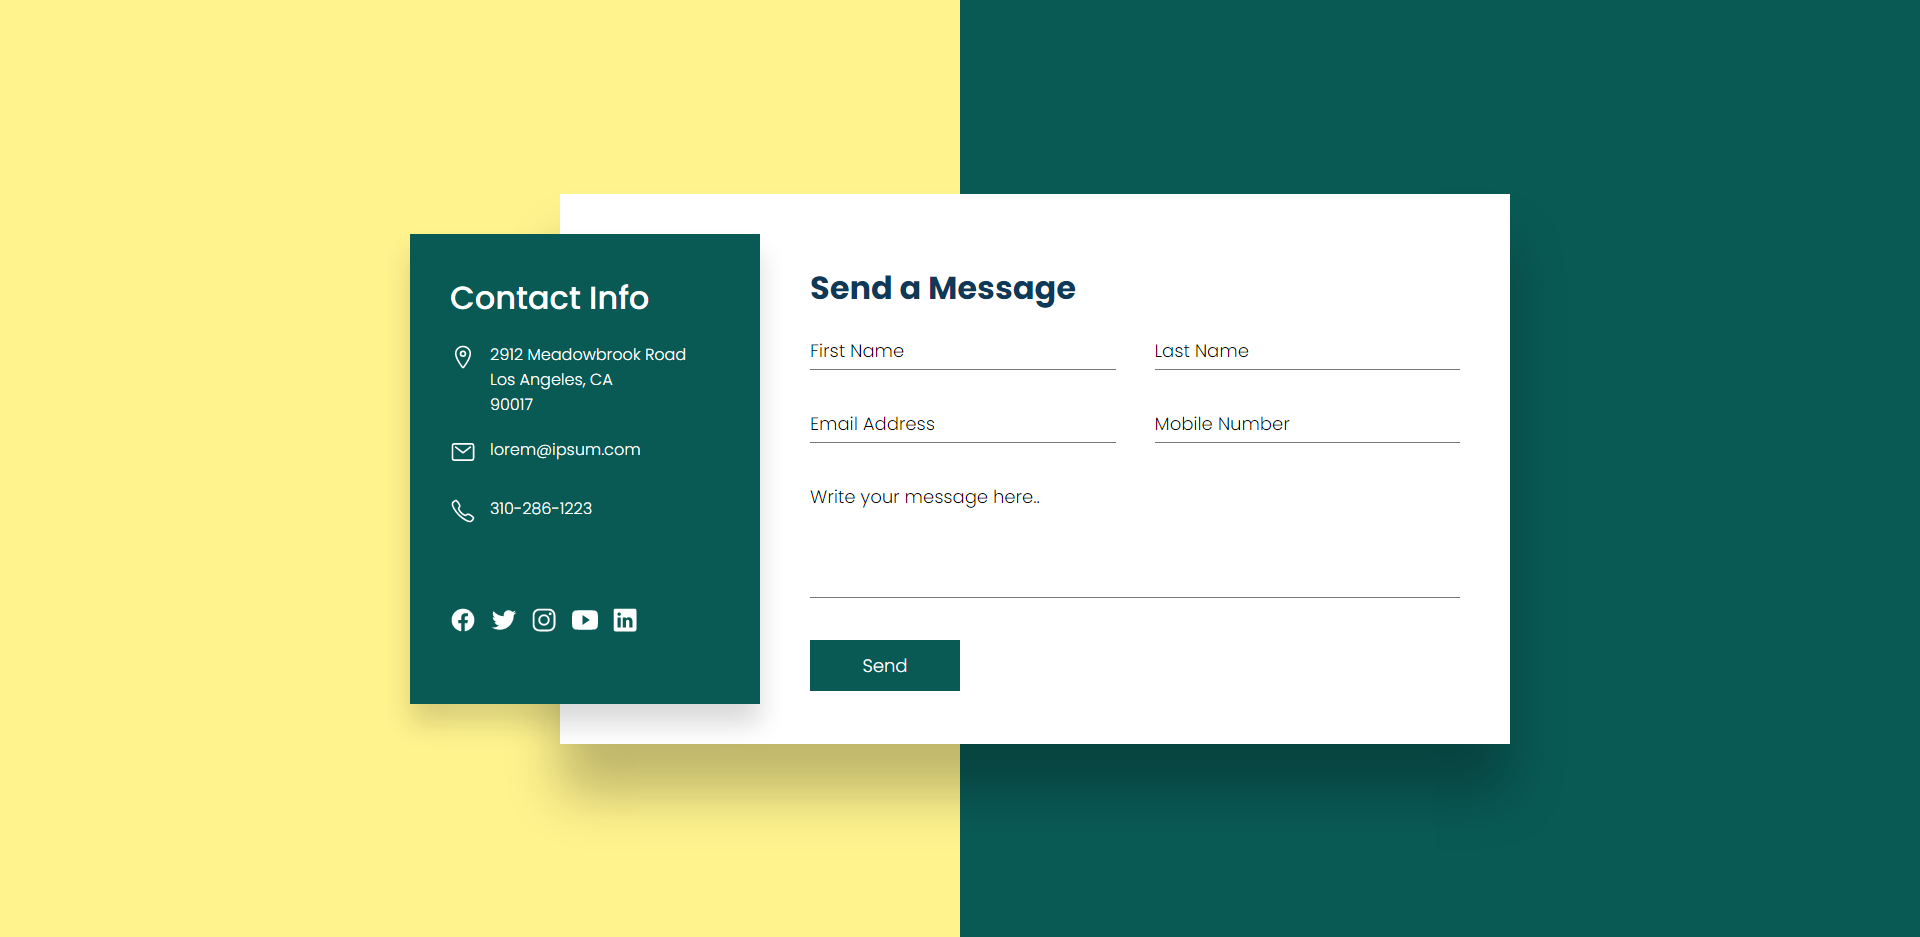 Contact Info
2912 Meadowbrook Road
Los Angeles, CA
90017
lorem@ipsum.com
310-286-1223
Send a Message
First Name
Last Name
Email Address
Mobile Number
Write your message here..
Send